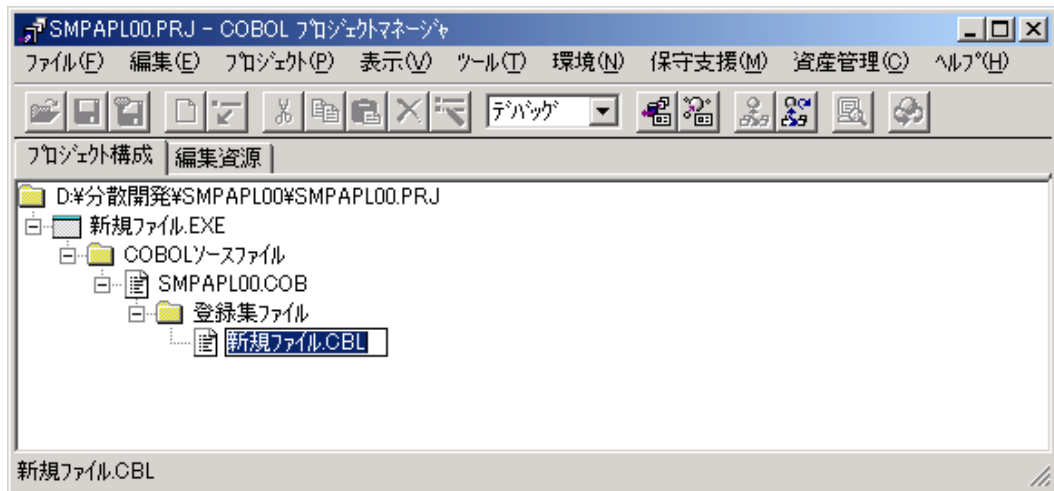 SMPAPL00.PRJ - COBOL ﾌﾟﾛｼﾞｪｸﾄﾏﾈｰｼﾞｬ
ﾌｧｲﾙ(F) 編集(E) ﾌﾟﾛｼﾞｪｸﾄ(P) 表示(V) ﾂｰﾙ(T) 環境(N) 保守支援(M) 資産管理(C) ﾍﾙﾌﾟ(H)
ﾃﾞﾊﾞｯｸﾞ
ﾌﾟﾛｼﾞｪｸﾄ構成 編集資源
D:¥分散開発¥SMPAPL00¥SMPAPL00.PRJ
新規ﾌｧｲﾙ.EXE
COBOLｿｰｽﾌｧｲﾙ
SMPAPL00.COB
登録集ﾌｧｲﾙ
新規ﾌｧｲﾙ.CBL
新規ﾌｧｲﾙ.CBL